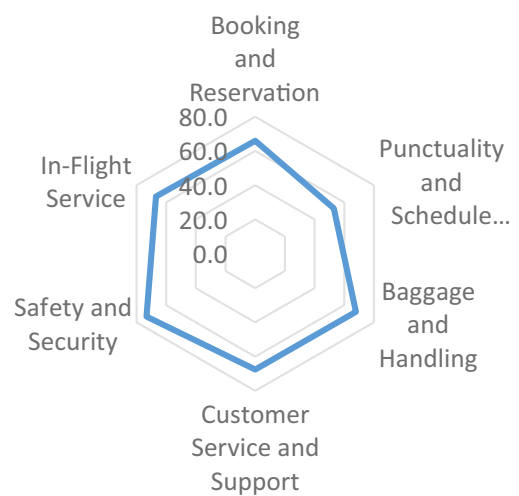 Booking
and
Reservation
80.0
60.0
40.0
20.0
0.0
Punctuality
and
Schedule...
Baggage
and
Handling
Customer
Service and
Support
Safety and
Security
In-Flight
Service